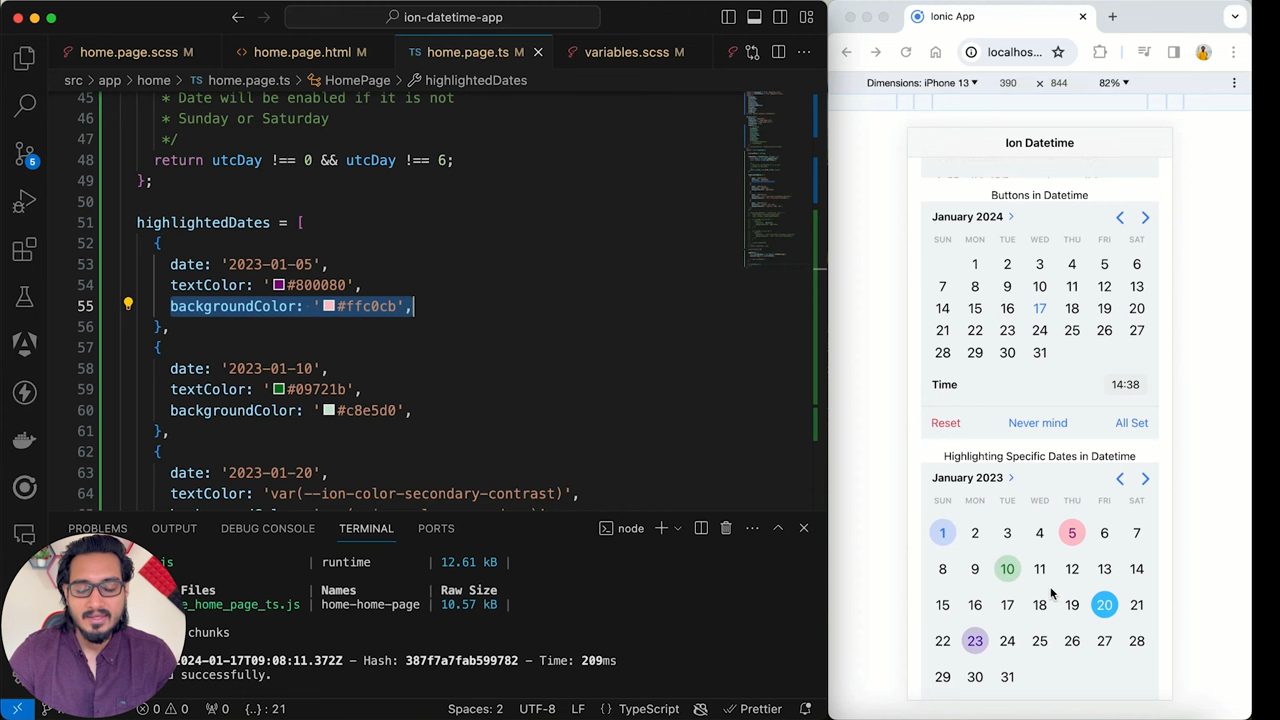 ion-datetime-app
home.page.scss M
home.page.html M
home.page.ts M
variables.scss M
src > app > home > TS home.page.ts > HomePage > highlightedDates
45 * Date will be enabled if it is not
46 * Sunday or Saturday
47 */
48 return utcDay !== 0 && utcDay !== 6;
49 };
50
highlightedDates = [
{
date: '2023-01-05',
54 textColor: '#800080',
55 backgroundColor: '#ffc0cb',
56 },
57 {
58 date: '2023-01-10',
59 textColor: '#09721b',
60 backgroundColor: '#c8e5d0',
61 },
62 {
63 date: '2023-01-20',
64 textColor: 'var(--ion-color-secondary-contrast)',
5
PROBLEMS OUTPUT DEBUG CONSOLE TERMINAL PORTS
node
js | runtime | 12.61 kB |
Files | Names | Raw Size
e_home_page_ts.js | home-home-page | 10.57 kB |
chunks
24-01-17T09:08:11.372Z - Hash: 387f7a7fab599782 - Time: 209ms
successfully.
0 0 0 {..}: 21 Spaces: 2 UTF-8 LF TypeScript Prettier
Ionic App
localhos...
Dimensions: iPhone 13 390 × 844 82%
Ion Datetime
Buttons in Datetime
January 2024
SUN MON TUE WED THU FRI SAT
1 2 3 4 5 6
7 8 9 10 11 12 13
14 15 16 17 18 19 20
21 22 23 24 25 26 27
28 29 30 31
Time 14:38
Reset Never mind All Set
Highlighting Specific Dates in Datetime
January 2023
SUN MON TUE WED THU FRI SAT
1 2 3 4 5 6 7
8 9 10 11 12 13 14
15 16 17 18 19 20 21
22 23 24 25 26 27 28
29 30 31